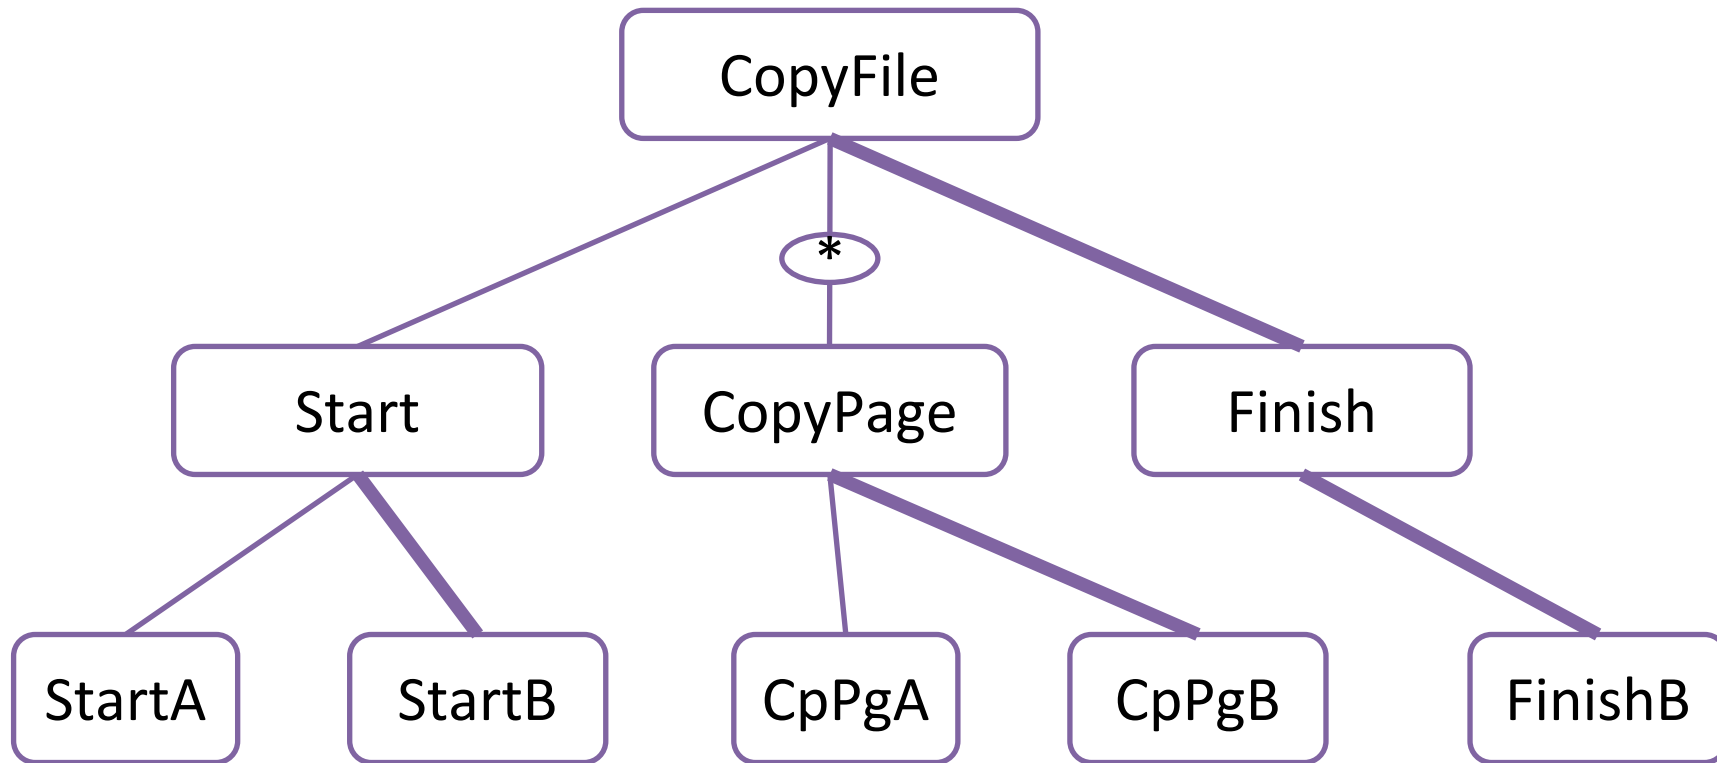 CopyFile
*
Start
CopyPage
Finish
StartA
StartB
CpPgA
CpPgB
FinishB